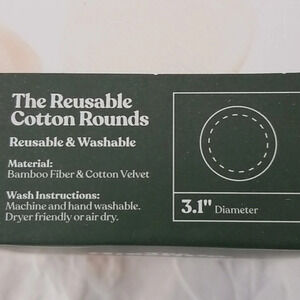 The Reusable
Cotton Rounds
Reusable & Washable
Material:
Bamboo Fiber & Cotton Velvet
Wash Instructions:
Machine and hand washable.
Dryer friendly or air dry.
3.1" Diameter